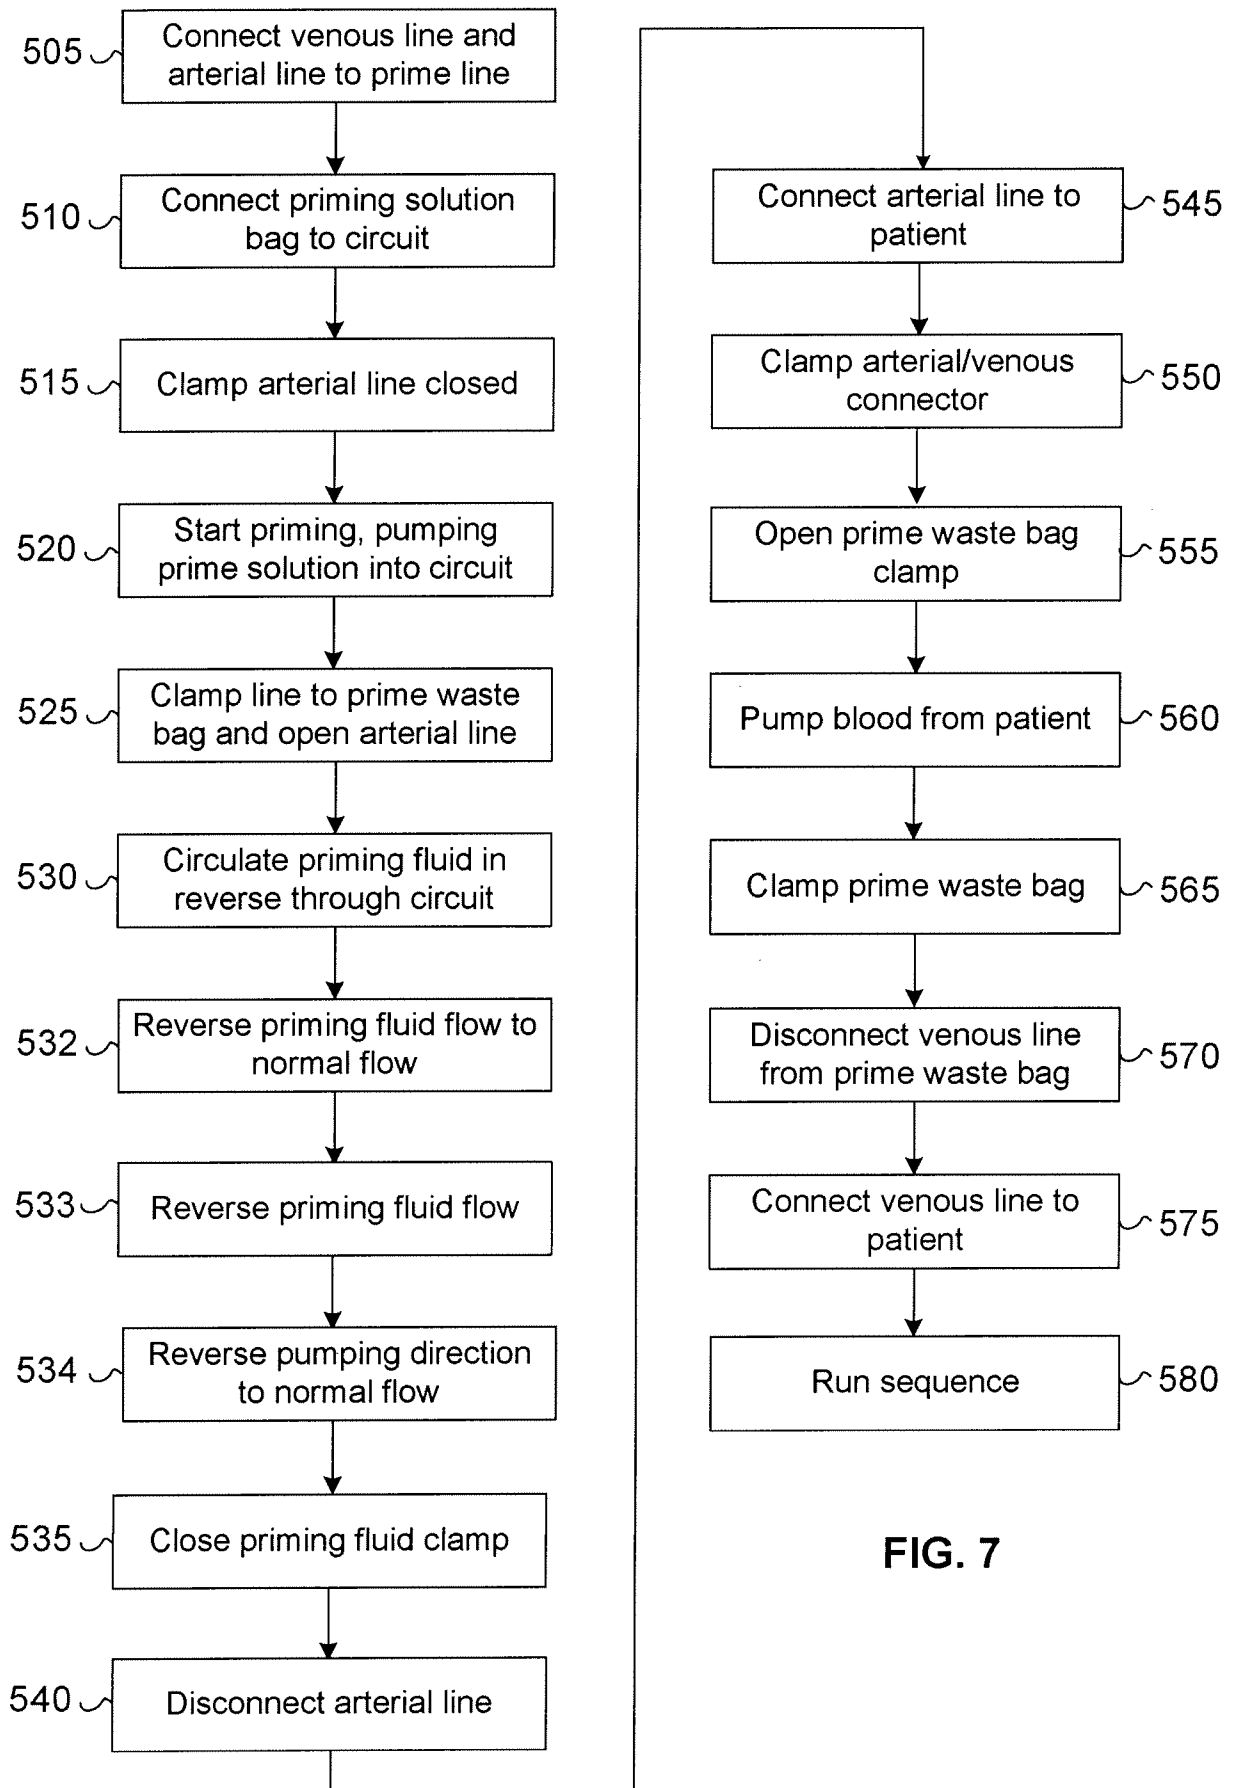 505
Connect venous line and
arterial line to prime line
510
Connect priming solution
bag to circuit
515
Clamp arterial line closed
520
Start priming, pumping
prime solution into circuit
525
Clamp line to prime waste
bag and open arterial line
530
Circulate priming fluid in
reverse through circuit
532
Reverse priming fluid flow to
normal flow
533
Reverse priming fluid flow
534
Reverse pumping direction
to normal flow
535
Close priming fluid clamp
540
Disconnect arterial line
Connect arterial line to
patient
545
Clamp arterial/venous
connector
550
Open prime waste bag
clamp
555
Pump blood from patient
560
Clamp prime waste bag
565
Disconnect venous line
from prime waste bag
570
Connect venous line to
patient
575
Run sequence
580
FIG. 7